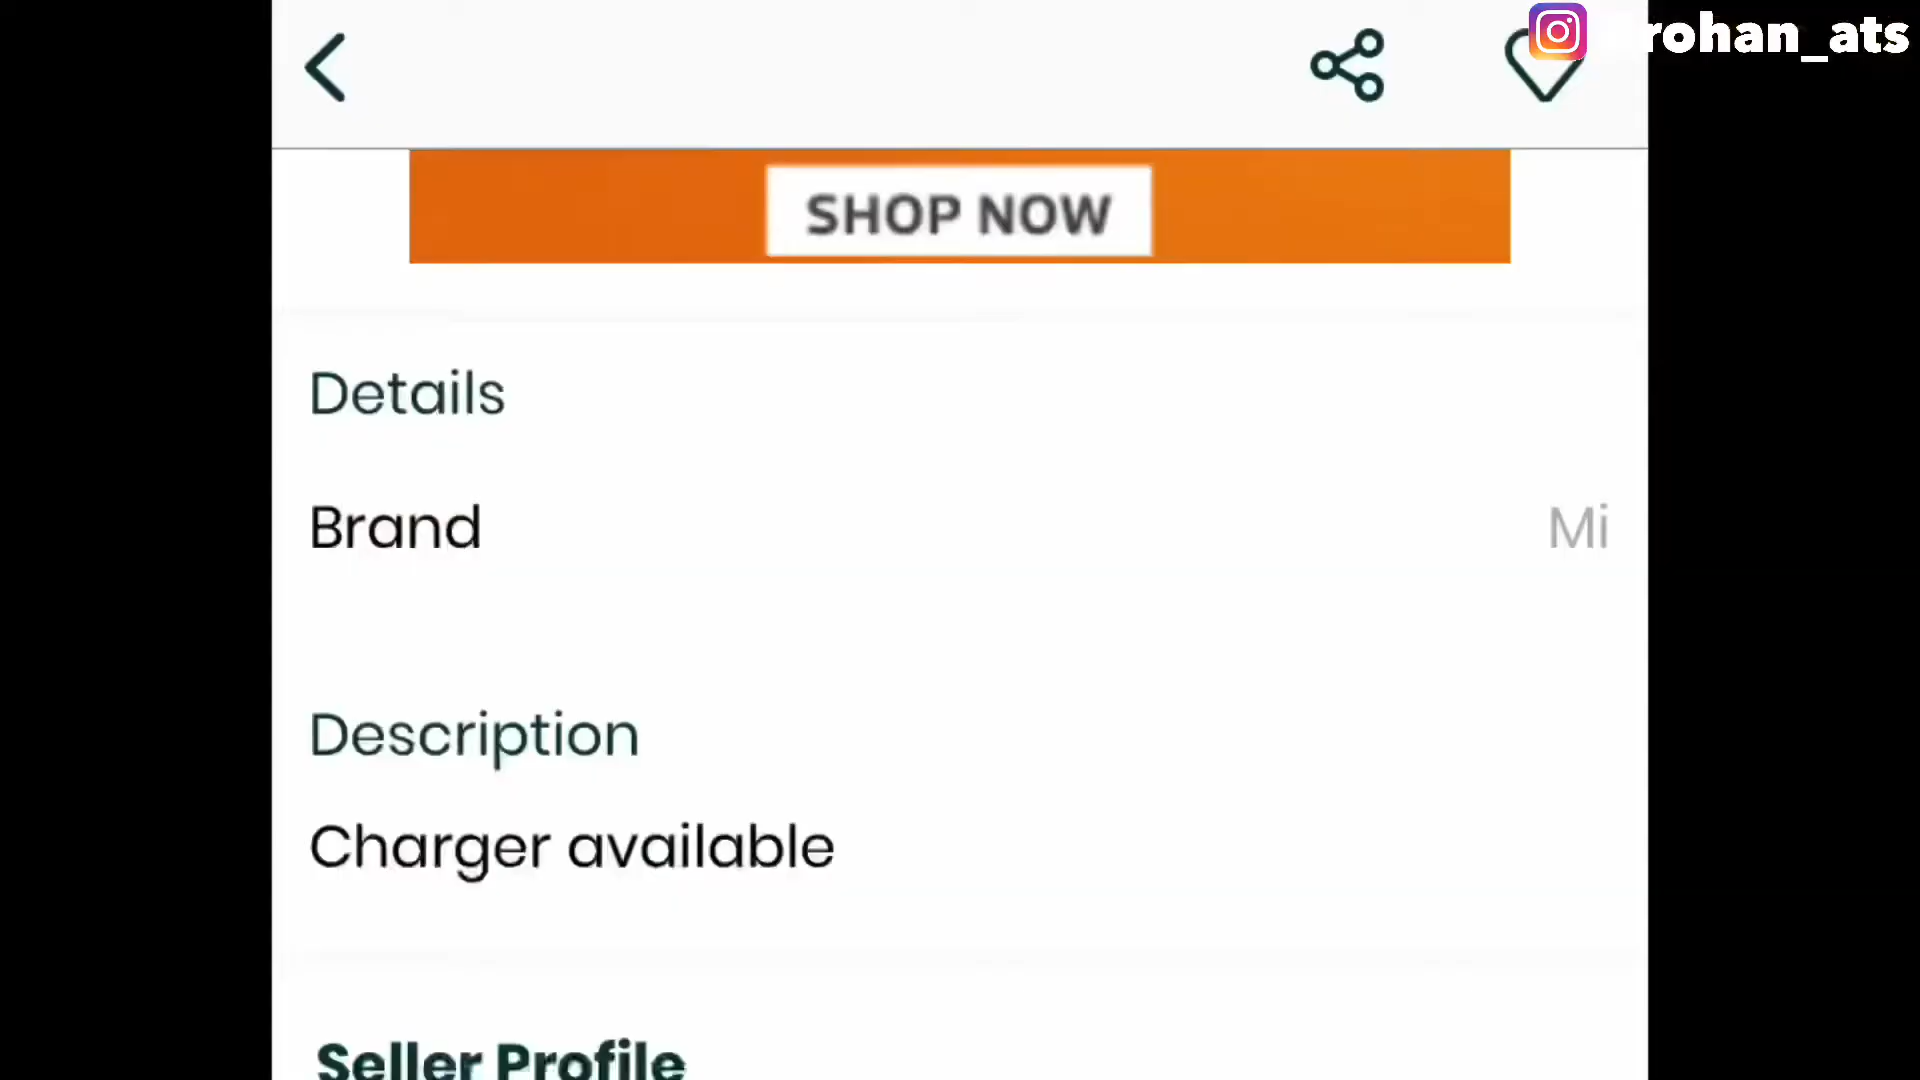 rohan_ats
SHOP NOW
Details
Brand
Mi
Description
Charger available
Seller Profile